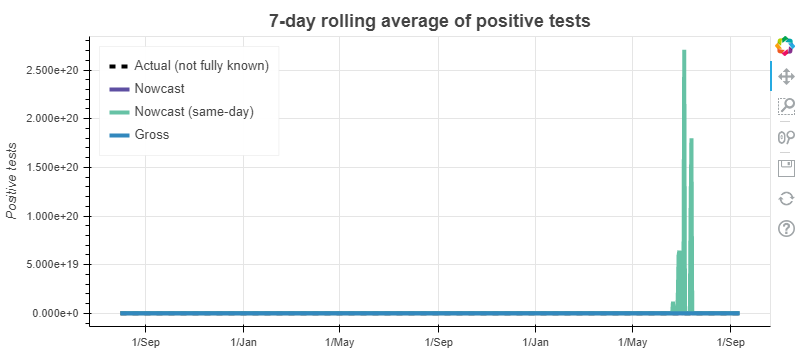 7-day rolling average of positive tests
Actual (not fully known)
Nowcast
Nowcast (same-day)
Gross
Positive tests
2.500e+20
2.000e+20
1.500e+20
1.000e+20
5.000e+19
0.000e+0
1/Sep 1/Jan 1/May 1/Sep 1/Jan 1/May 1/Sep